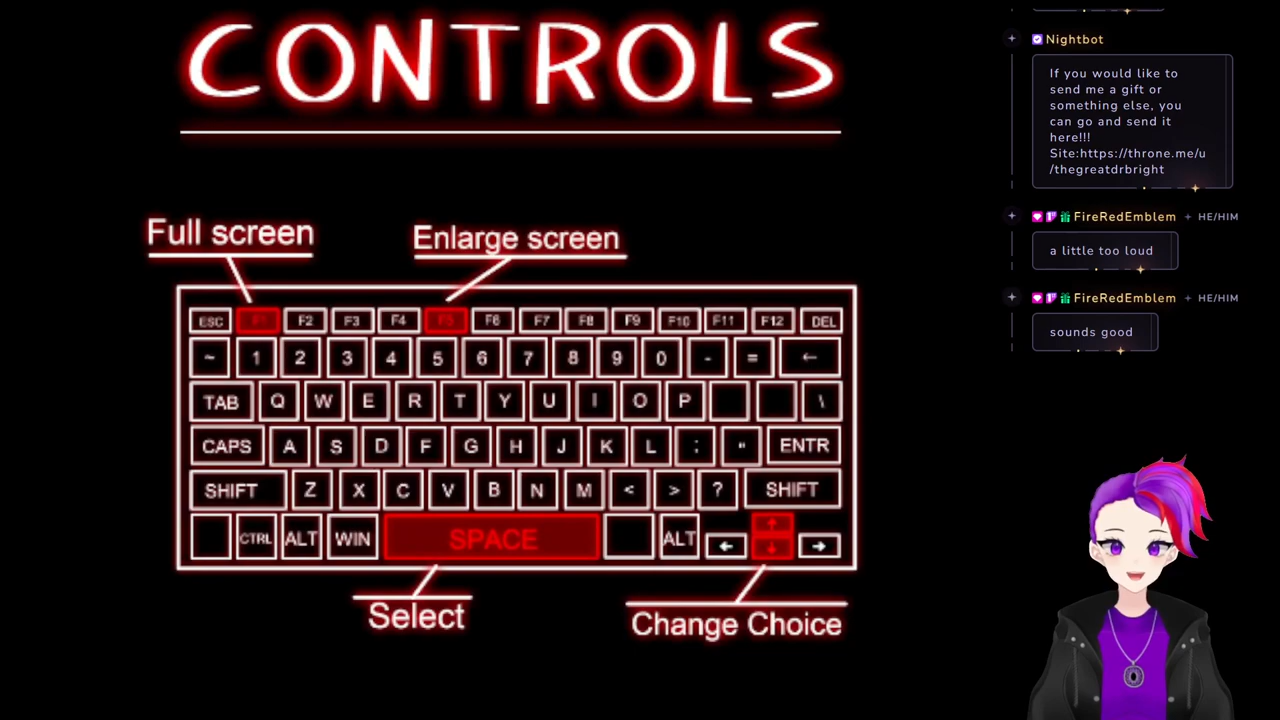 CONTROLS
Full screen
Enlarge screen
ESC F1 F2 F3 F4 F5 F6 F7 F8 F9 F10 F11 F12 DEL
~ 1 2 3 4 5 6 7 8 9 0 - = ←
TAB Q W E R T Y U I O P \
CAPS A S D F G H J K L ; " ENTR
SHIFT Z X C V B N M < > ? SHIFT
CTRL ALT WIN SPACE ALT ← ↑ ↓ →
Select
Change Choice
Nightbot
If you would like to
send me a gift or
something else, you
can go and send it
here!!!
Site:https://throne.me/u
/thegreatdrbright
FireRedEmblem + HE/HIM
a little too loud
FireRedEmblem + HE/HIM
sounds good